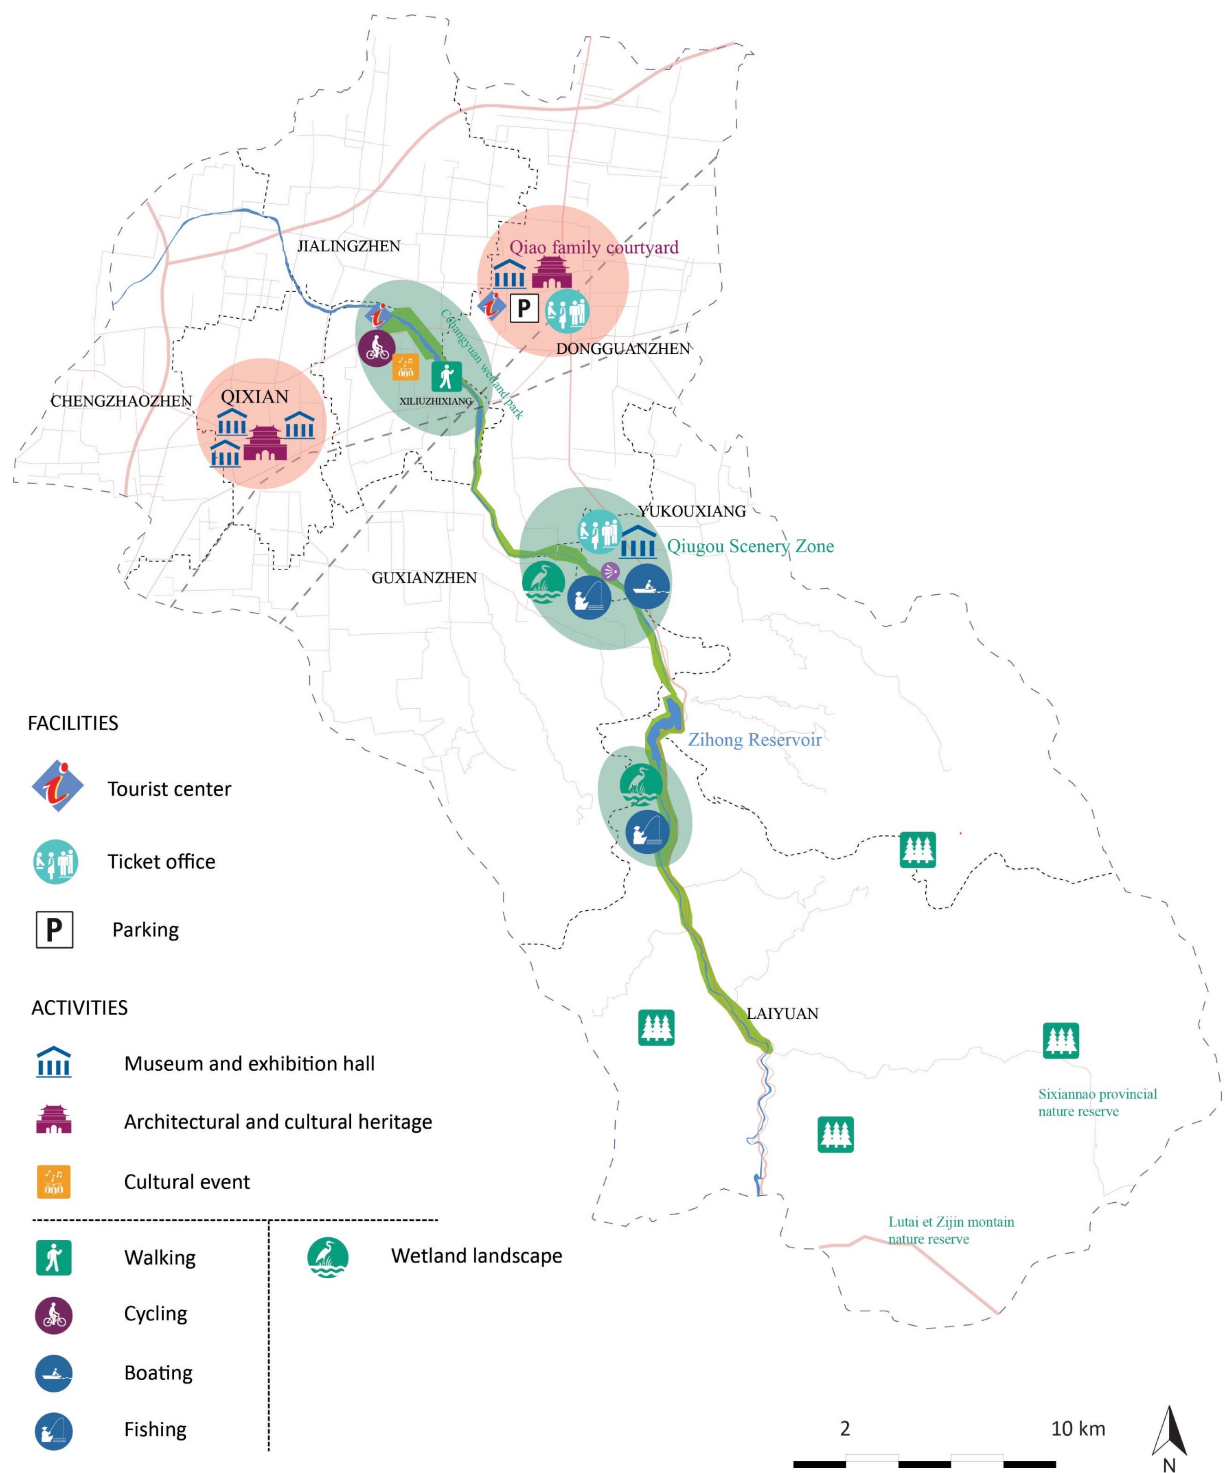 JIALINGZHEN
Qiao family courtyard
P
DONGGUANZHEN
Cchangyuan wetland park
CHENGZHAOZHEN
QIXIAN
XILIUZHIXIANG
YUKOUXIANG
Qiugou Scenery Zone
GUXIANZHEN
Zihong Reservoir
LAIYUAN
Sixiannao provincial
nature reserve
Lutai et Zijin montain
nature reserve
FACILITIES
i Tourist center
Ticket office
P Parking
ACTIVITIES
Museum and exhibition hall
Architectural and cultural heritage
Cultural event
Walking
Wetland landscape
Cycling
Boating
Fishing
2 10 km
N